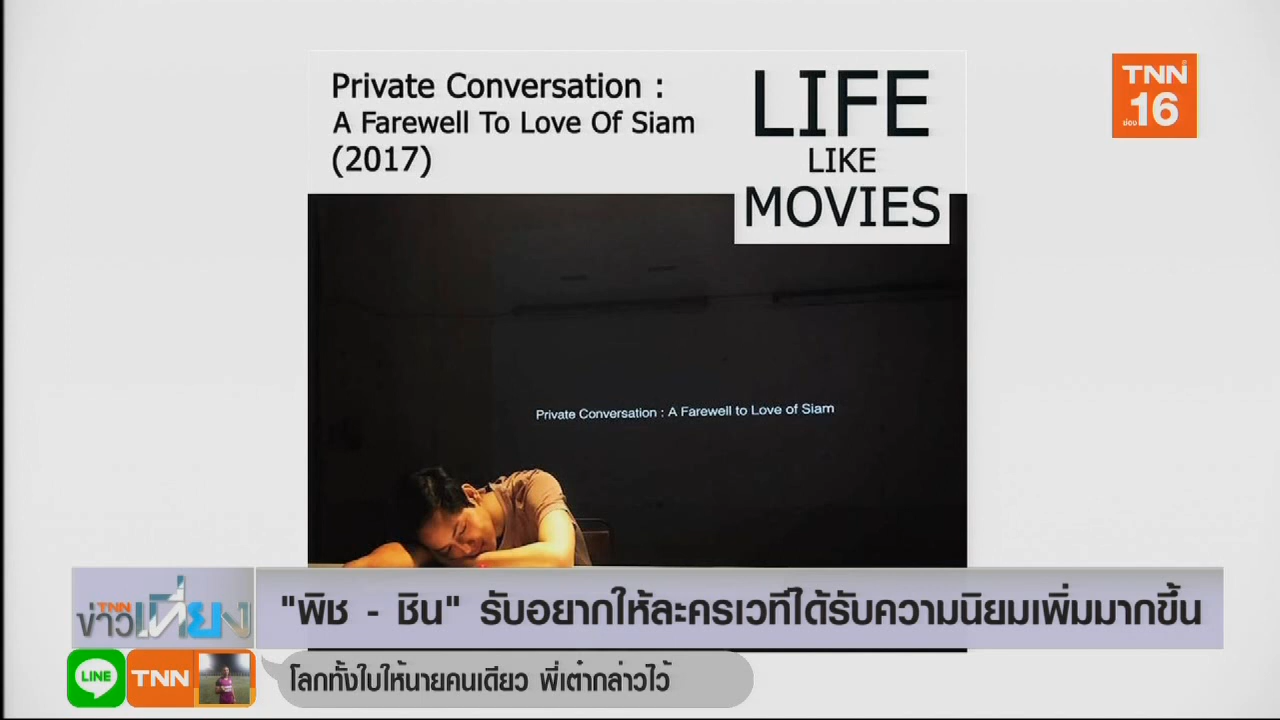 Private Conversation :
A Farewell To Love Of Siam
(2017)
LIFE
LIKE
MOVIES
TNN
ช่อง 16
Private Conversation : A Farewell to Love of Siam
TNN
ข่าวเที่ยง
"พิช - ชิน" รับอยากให้ละครเวทีได้รับความนิยมเพิ่มมากขึ้น
LINE
TNN
โลกทั้งใบให้นายคนเดียว พี่เต๋ากล่าวไว้